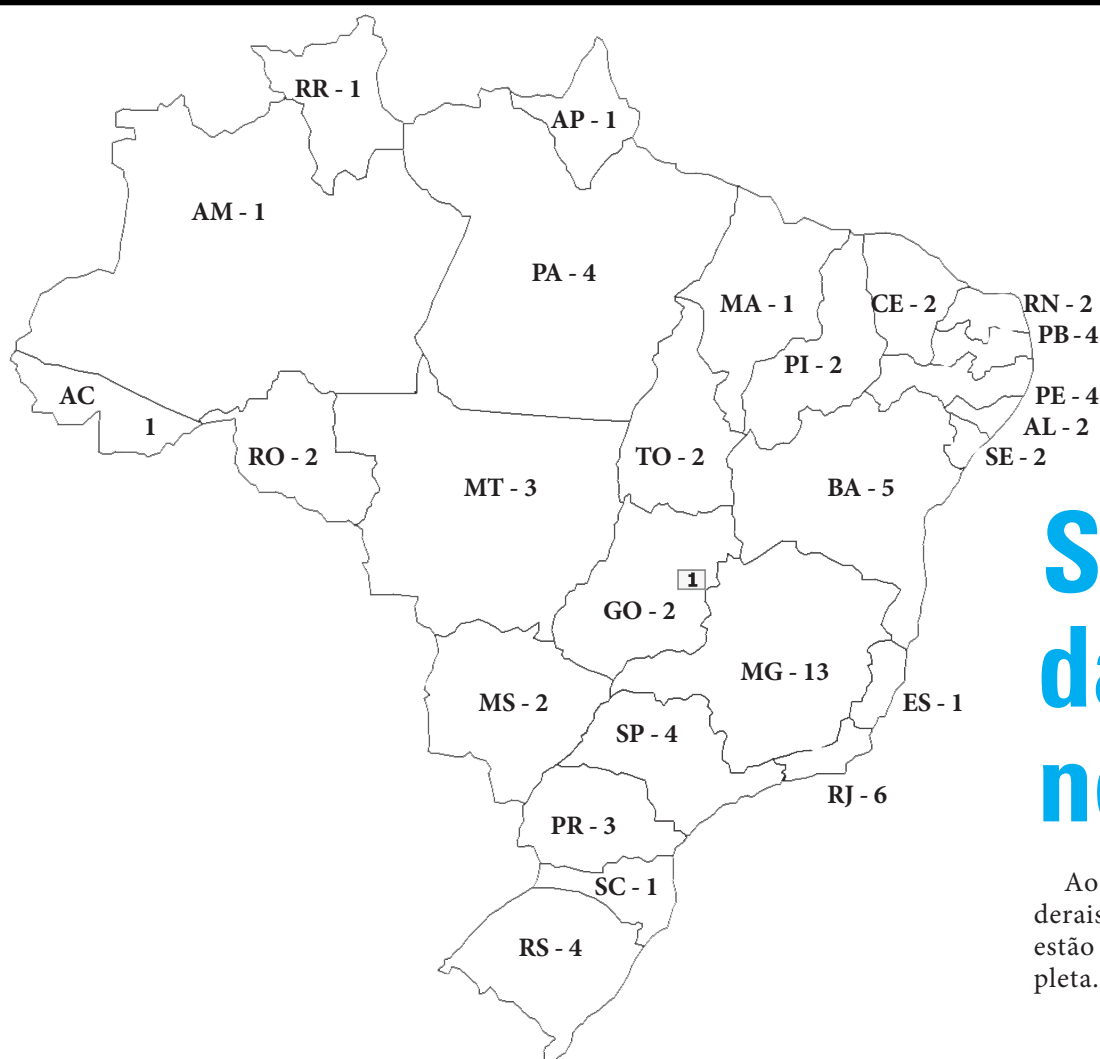 RR - 1
AP - 1
AM - 1
PA - 4
MA - 1
CE - 2
RN - 2
PB - 4
PI - 2
AC
1
PE - 4
AL - 2
RO - 2
TO - 2
SE - 2
MT - 3
BA - 5
1
GO - 2
MG - 13
MS - 2
ES - 1
SP - 4
RJ - 6
PR - 3
SC - 1
RS - 4
S
da
no
Ao
derais
estão
pleta.